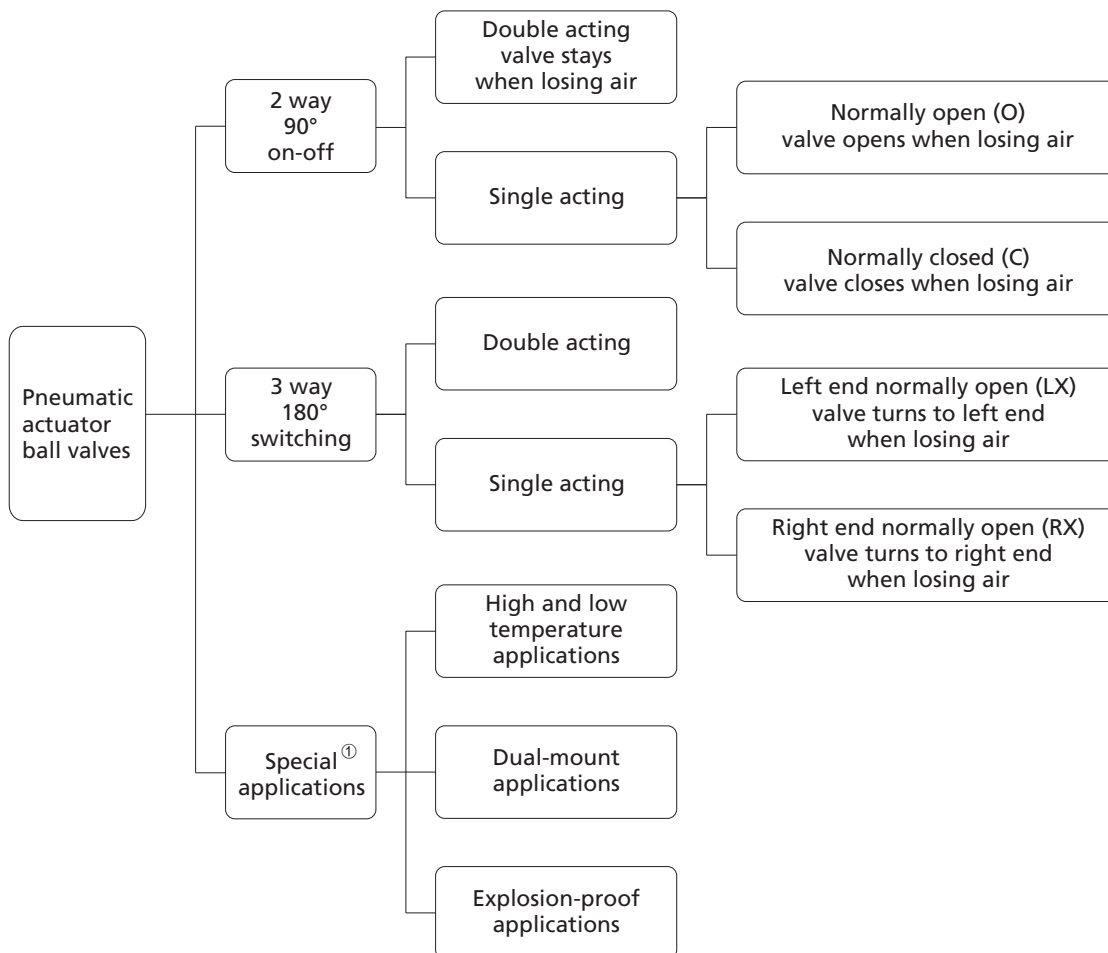 Pneumatic
actuator
ball valves
2 way
90°
on-off
Double acting
valve stays
when losing air
Single acting
Normally open (O)
valve opens when losing air
Normally closed (C)
valve closes when losing air
3 way
180°
switching
Double acting
Single acting
Left end normally open (LX)
valve turns to left end
when losing air
Right end normally open (RX)
valve turns to right end
when losing air
Special ①
applications
High and low
temperature
applications
Dual-mount
applications
Explosion-proof
applications